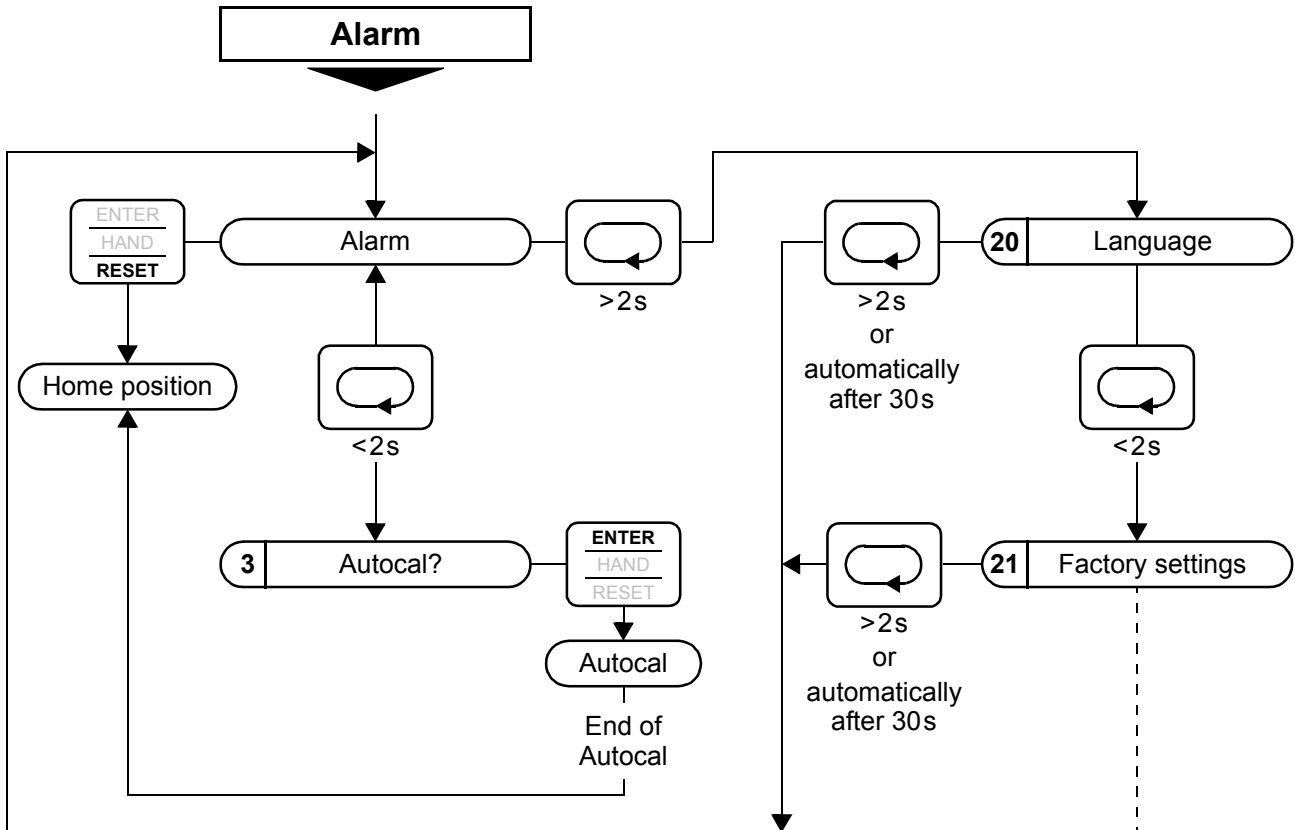 Alarm
ENTER
HAND
RESET
Alarm
>2s
>2s
or
automatically
after 30s
20 Language
Home position
<2s
<2s
3 Autocal?
ENTER
HAND
RESET
>2s
or
automatically
after 30s
21 Factory settings
Autocal
End of
Autocal